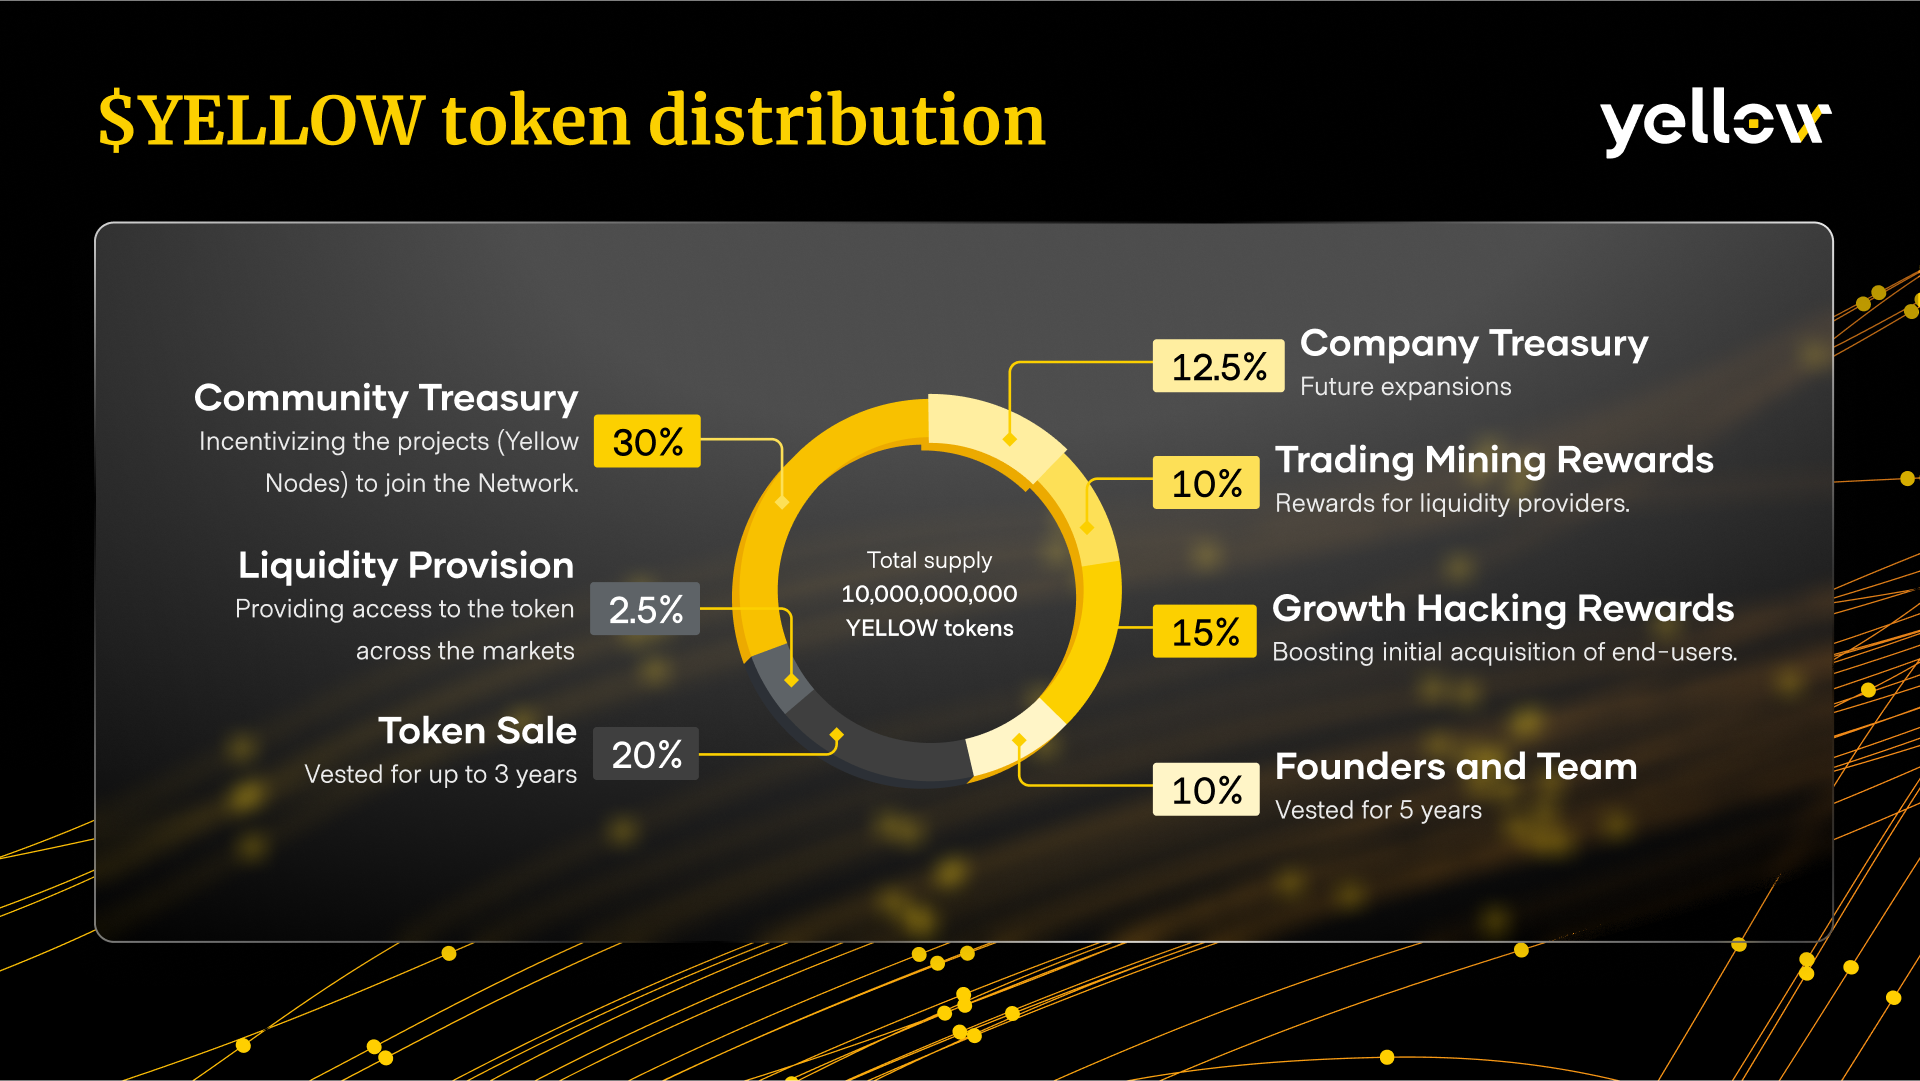 $YELLOW token distribution
yellow
Community Treasury
Incentivizing the projects (Yellow
Nodes) to join the Network.
30%
Liquidity Provision
Providing access to the token
across the markets
2.5%
Token Sale
Vested for up to 3 years
20%
Total supply
10,000,000,000
YELLOW tokens
12.5%
Company Treasury
Future expansions
10%
Trading Mining Rewards
Rewards for liquidity providers.
15%
Growth Hacking Rewards
Boosting initial acquisition of end-users.
10%
Founders and Team
Vested for 5 years